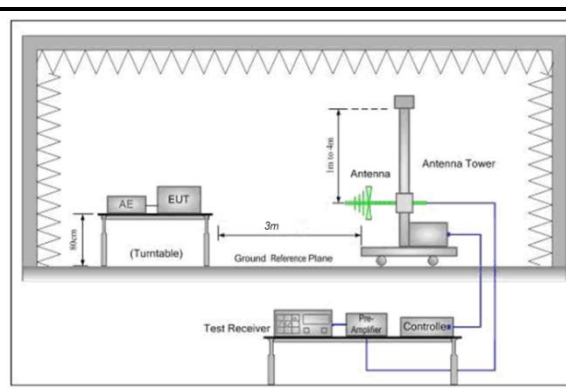 1m to 4m
Antenna
Antenna Tower
AE
EUT
80cm
(Turntable)
3m
Ground Reference Plane
Test Receiver
Pre-
Amplifier
Controller